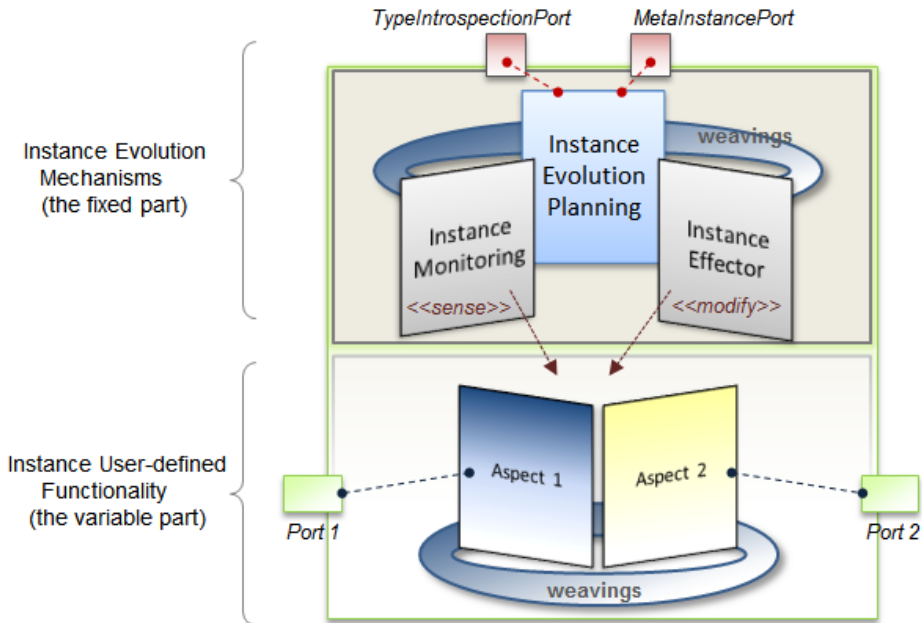 TypeIntrospectionPort
MetaInstancePort
Instance Evolution
Mechanisms
(the fixed part)
weavings
Instance
Evolution
Planning
Instance
Monitoring
<<sense>>
Instance
Effector
<<modify>>
Instance User-defined
Functionality
(the variable part)
Aspect 1
Aspect 2
Port 1
Port 2
weavings